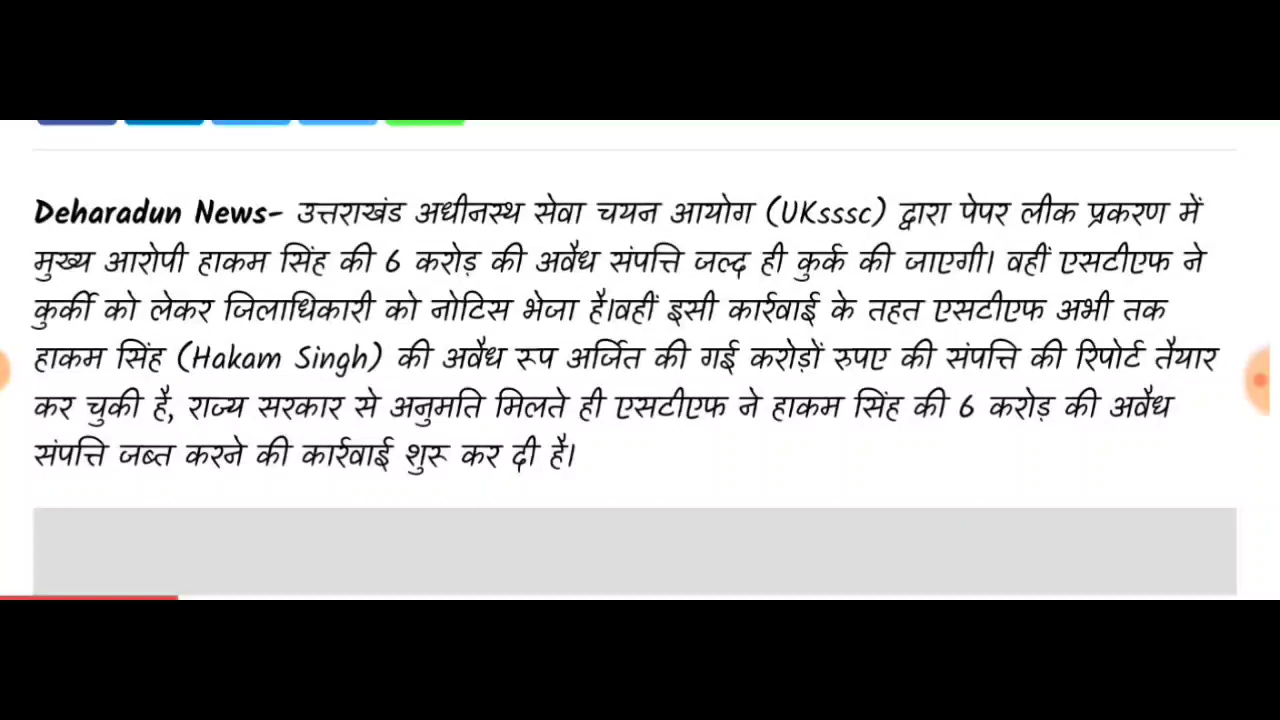 Deharadun News- उत्तराखंड अधीनस्थ सेवा चयन आयोग (UKsssc) द्वारा पेपर लीक प्रकरण में
मुख्य आरोपी हाकम सिंह की 6 करोड़ की अवैध संपत्ति जल्द ही कुर्क की जाएगी। वहीं एसटीएफ ने
कुर्की को लेकर जिलाधिकारी को नोटिस भेजा है।वहीं इसी कार्रवाई के तहत एसटीएफ अभी तक
हाकम सिंह (Hakam Singh) की अवैध रूप अर्जित की गई करोड़ों रुपए की संपत्ति की रिपोर्ट तैयार
कर चुकी है, राज्य सरकार से अनुमति मिलते ही एसटीएफ ने हाकम सिंह की 6 करोड़ की अवैध
संपत्ति जब्त करने की कार्रवाई शुरू कर दी है।